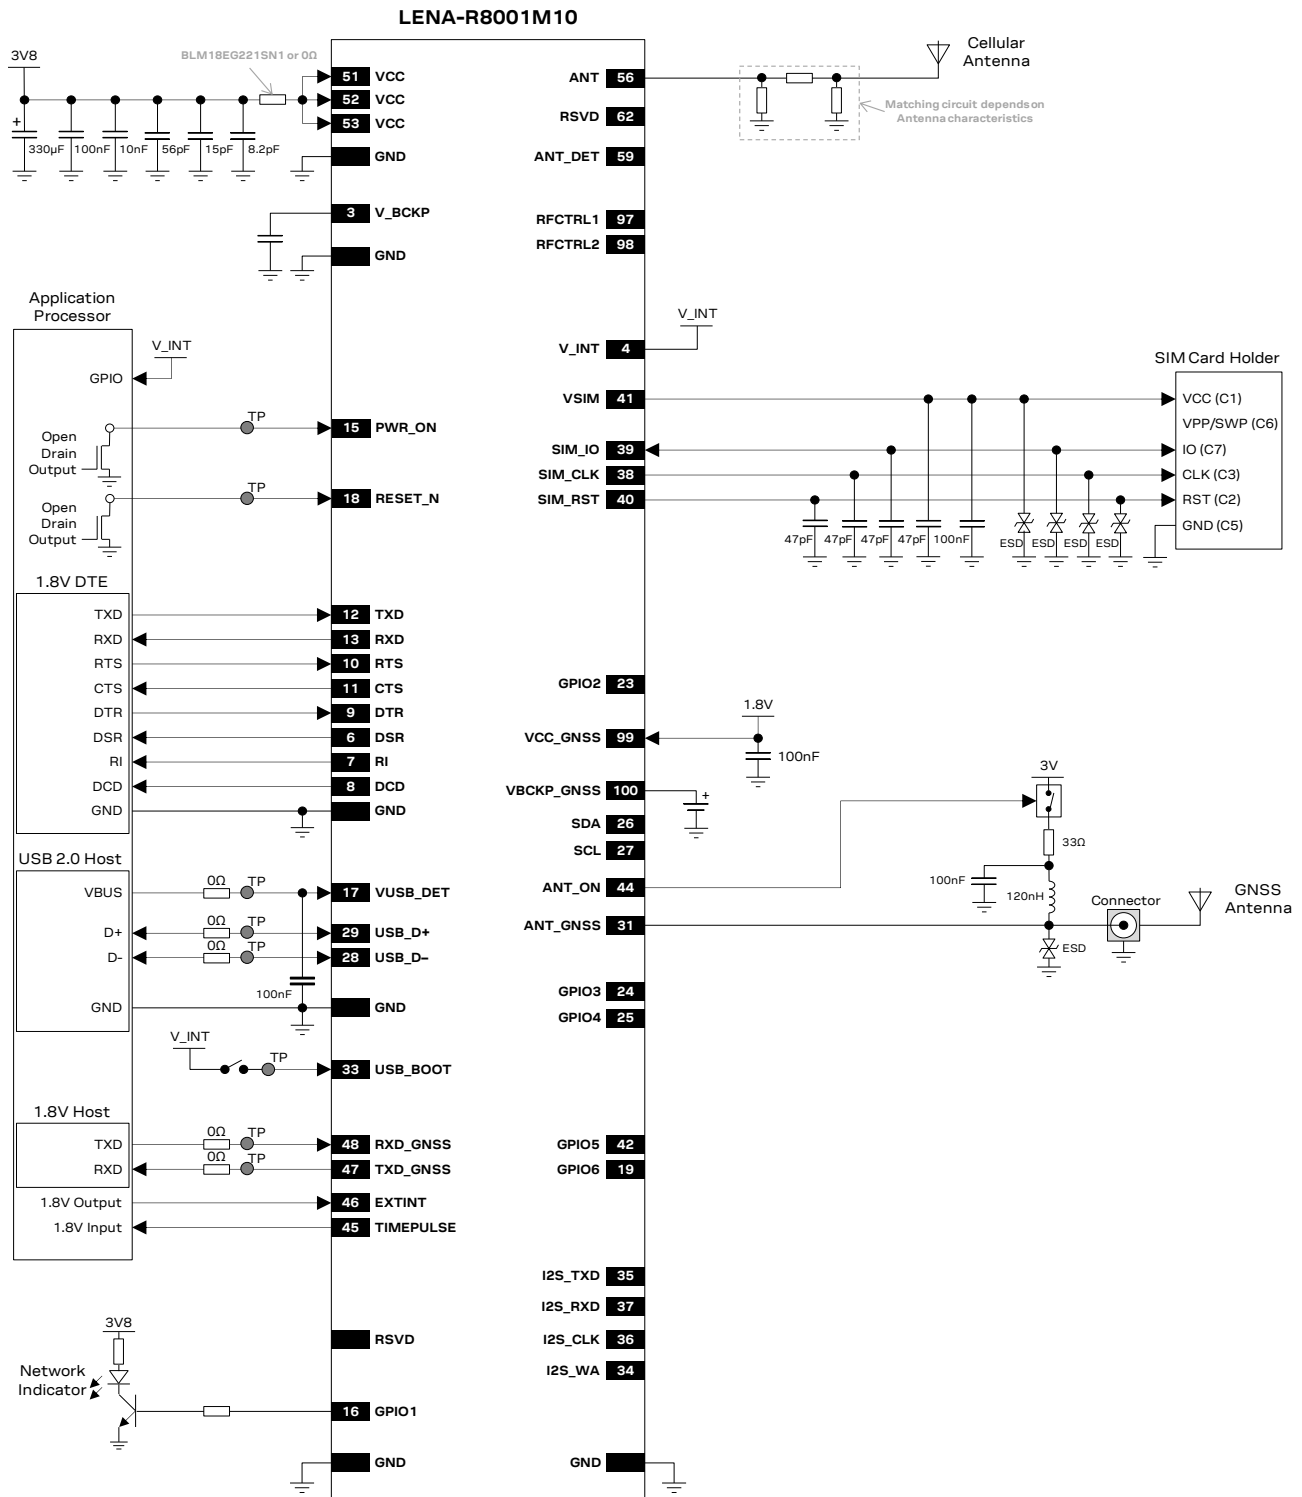 LENA-R8001M10
3V8
BLM18EG221SN1 or 0Ω
51 VCC
52 VCC
53 VCC
+
330µF
100nF
10nF
56pF
15pF
8.2pF
GND
3 V_BCKP
GND
ANT 56
RSVD 62
ANT_DET 59
RFCTRL1 97
RFCTRL2 98
Cellular
Antenna
Matching circuit depends on
Antenna characteristics
Application
Processor
V_INT
GPIO
TP
Open
Drain
Output
15 PWR_ON
TP
Open
Drain
Output
18 RESET_N
V_INT
V_INT 4
VSIM 41
SIM_IO 39
SIM_CLK 38
SIM_RST 40
47pF
47pF
47pF
47pF
100nF
ESD
ESD
ESD
ESD
SIM Card Holder
VCC (C1)
VPP/SWP (C6)
IO (C7)
CLK (C3)
RST (C2)
GND (C5)
1.8V DTE
TXD 12 TXD
RXD 13 RXD
RTS 10 RTS
CTS 11 CTS
DTR 9 DTR
DSR 6 DSR
RI 7 RI
DCD 8 DCD
GND GND
GPIO2 23
1.8V
VCC_GNSS 99
100nF
VBCKP_GNSS 100
+
SDA 26
SCL 27
ANT_ON 44
ANT_GNSS 31
3V
33Ω
100nF
120nH
ESD
Connector
GNSS
Antenna
GPIO3 24
GPIO4 25
USB 2.0 Host
VBUS 0Ω TP 17 VUSB_DET
D+ 0Ω TP 29 USB_D+
D- 0Ω TP 28 USB_D–
100nF
GND GND
V_INT
TP
33 USB_BOOT
1.8V Host
TXD 0Ω TP 48 RXD_GNSS
RXD 0Ω TP 47 TXD_GNSS
1.8V Output 46 EXTINT
1.8V Input 45 TIMEPULSE
GPIO5 42
GPIO6 19
I2S_TXD 35
I2S_RXD 37
I2S_CLK 36
I2S_WA 34
RSVD
3V8
Network
Indicator
16 GPIO1
GND
GND